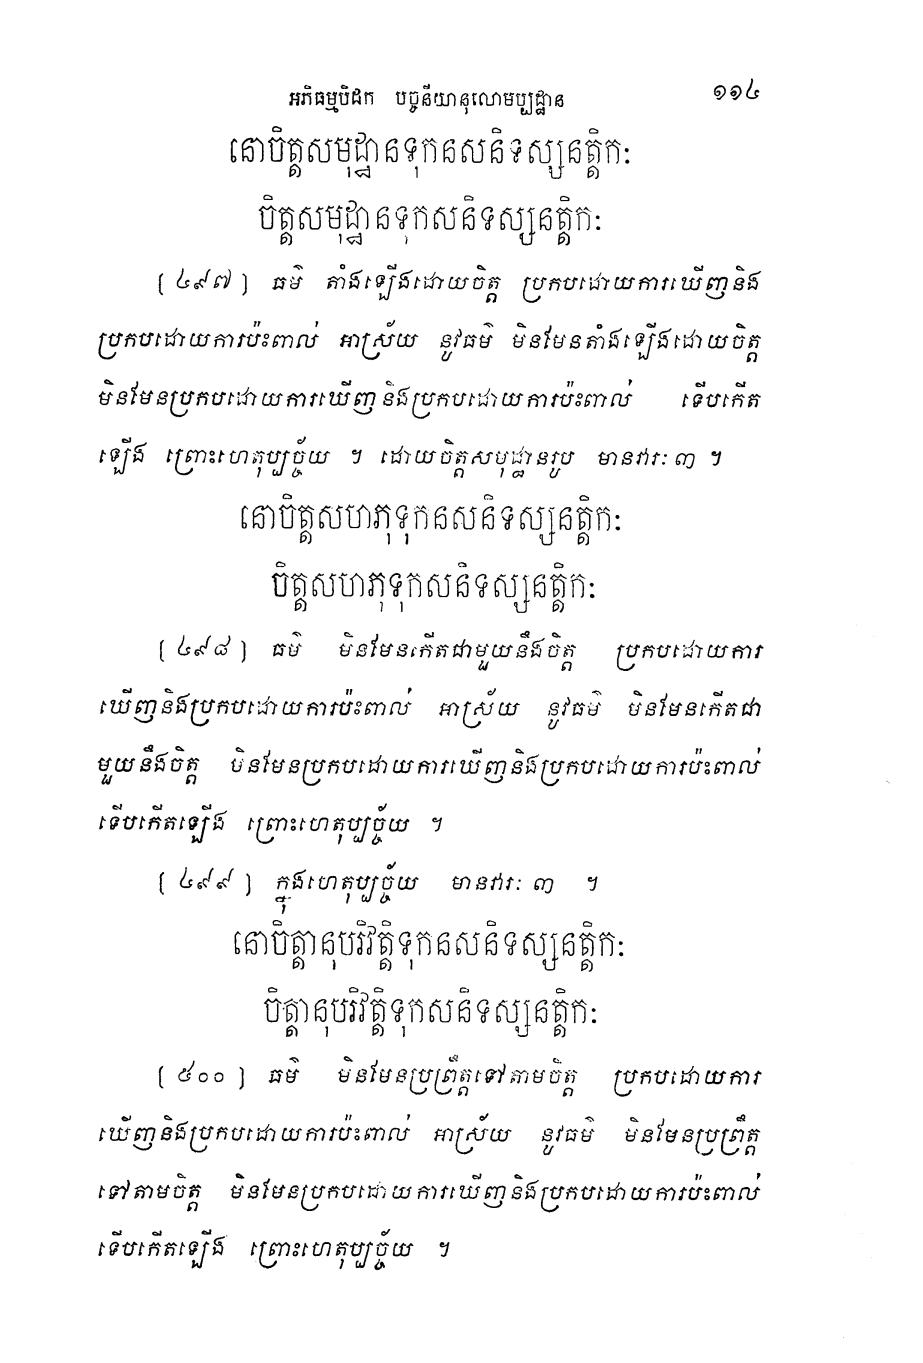 អភិធម្មបិដក បច្ចនីយានុលោមប្បដ្ឋាន ១១៤
នោចិត្តសមុដ្ឋានទុកនសនិទស្សនត្តិកៈ
ចិត្តសមុដ្ឋានទុកសនិទស្សនត្តិកៈ
[ ៤៩៧ ] ធម៌ តាំងឡើងដោយចិត្ត ប្រកបដោយការឃើញនិង
ប្រកបដោយការប៉ះពាល់ អាស្រ័យ នូវធម៌ មិនមែនតាំងឡើងដោយចិត្ត
មិនមែនប្រកបដោយការឃើញនិងប្រកបដោយការប៉ះពាល់ ទើបកើត
ឡើង ព្រោះហេតុប្បច្ច័យ ។ ដោយចិត្តសមុដ្ឋានរូប មានវារៈ ៣ ។
នោចិត្តសហភុទុកនសនិទស្សនត្តិកៈ
ចិត្តសហភុទុកសនិទស្សនត្តិកៈ
[ ៤៩៨ ] ធម៌ មិនមែនកើតជាមួយនឹងចិត្ត ប្រកបដោយការ
ឃើញនិងប្រកបដោយការប៉ះពាល់ អាស្រ័យ នូវធម៌ មិនមែនកើតជា
មួយនឹងចិត្ត មិនមែនប្រកបដោយការឃើញនិងប្រកបដោយការប៉ះពាល់
ទើបកើតឡើង ព្រោះហេតុប្បច្ច័យ ។
[ ៤៩៩ ] ក្នុងហេតុប្បច្ច័យ មានវារៈ ៣ ។
នោចិត្តានុបរិវត្តិទុកនសនិទស្សនត្តិកៈ
ចិត្តានុបរិវត្តិទុកសនិទស្សនត្តិកៈ
[ ៥០០ ] ធម៌ មិនមែនប្រព្រឹត្តទៅតាមចិត្ត ប្រកបដោយការ
ឃើញនិងប្រកបដោយការប៉ះពាល់ អាស្រ័យ នូវធម៌ មិនមែនប្រព្រឹត្ត
ទៅតាមចិត្ត មិនមែនប្រកបដោយការឃើញនិងប្រកបដោយការប៉ះពាល់
ទើបកើតឡើង ព្រោះហេតុប្បច្ច័យ ។